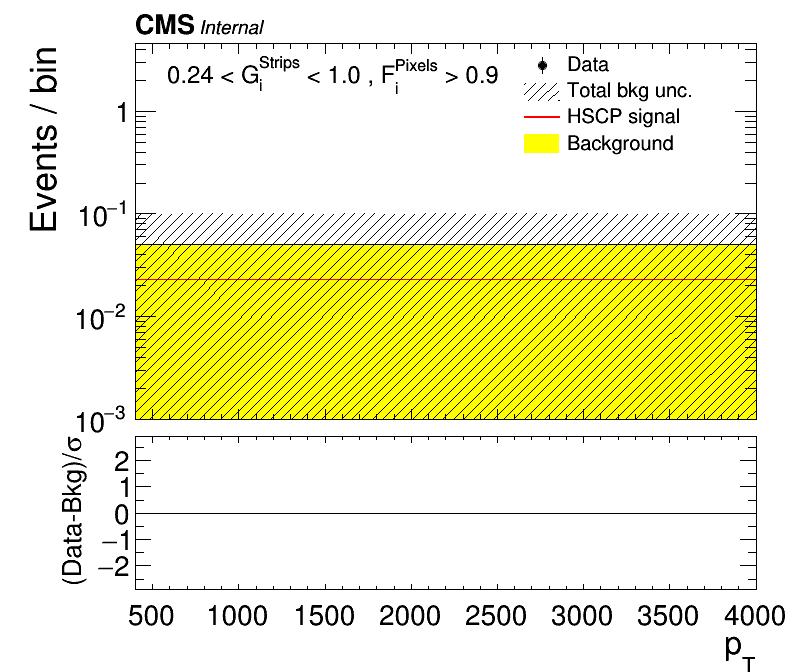 CMS Internal
0.24 < G_i^Strips < 1.0 , F_i^Pixels > 0.9
Data
Total bkg unc.
HSCP signal
Background
Events / bin
1
10^−1
10^−2
10^−3
(Data-Bkg)/σ
2
1
0
−1
−2
500 1000 1500 2000 2500 3000 3500 4000
p_T